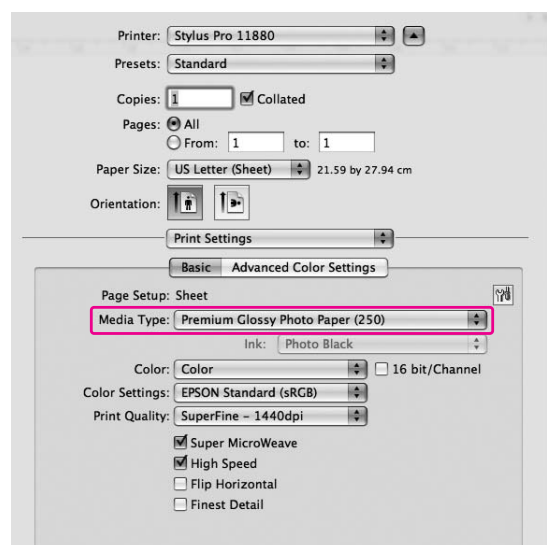 Printer: Stylus Pro 11880
Presets: Standard
Copies: 1 Collated
Pages: All
From: 1 to: 1
Paper Size: US Letter (Sheet) 21.59 by 27.94 cm
Orientation:
Print Settings
Basic Advanced Color Settings
Page Setup: Sheet
Media Type: Premium Glossy Photo Paper (250)
Ink: Photo Black
Color: Color 16 bit/Channel
Color Settings: EPSON Standard (sRGB)
Print Quality: SuperFine – 1440dpi
Super MicroWeave
High Speed
Flip Horizontal
Finest Detail